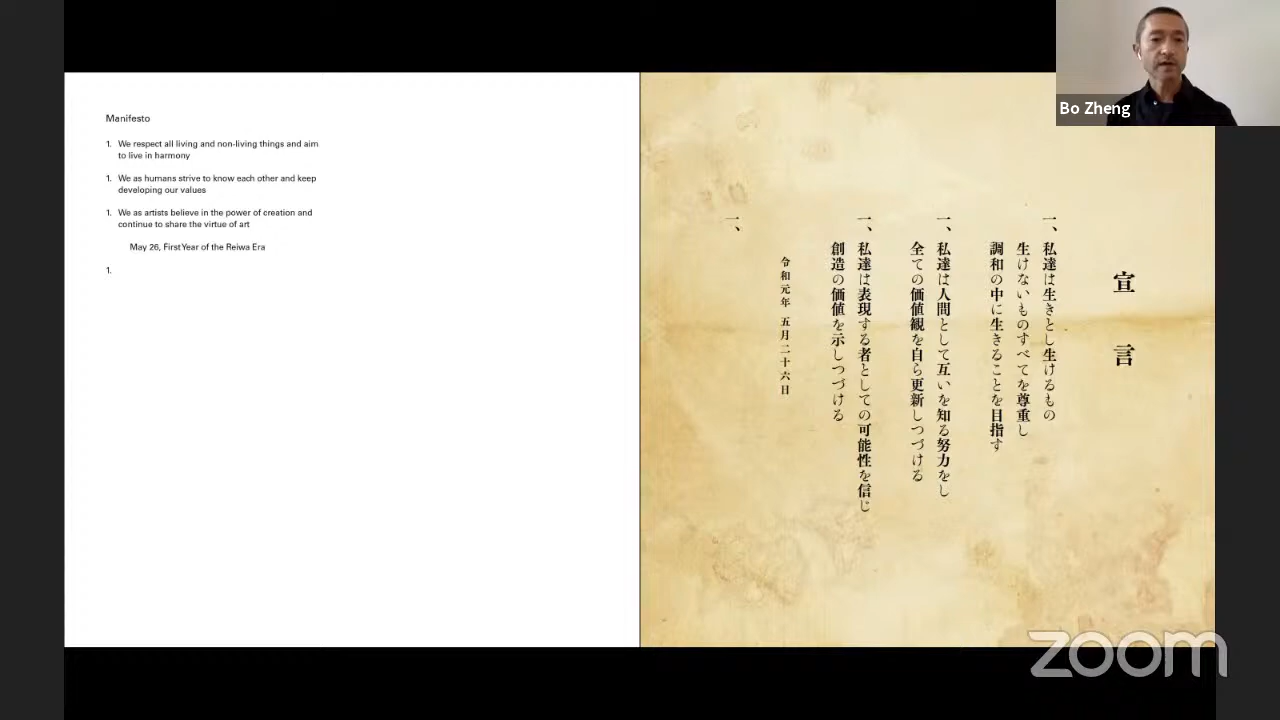 Manifesto
1. We respect all living and non-living things and aim
to live in harmony
1. We as humans strive to know each other and keep
developing our values
1. We as artists believe in the power of creation and
continue to share the virtue of art
May 26, First Year of the Reiwa Era
1.
宣言
一、私達は生きとし生けるもの
生けないものすべてを尊重し
調和の中に生きることを目指す
一、私達は人間として互いを知る努力をし
全ての価値観を自ら更新しつづける
一、私達は表現する者としての可能性を信じ
創造の価値を示しつづける
令和元年 五月二十六日
一、
Bo Zheng
zoom